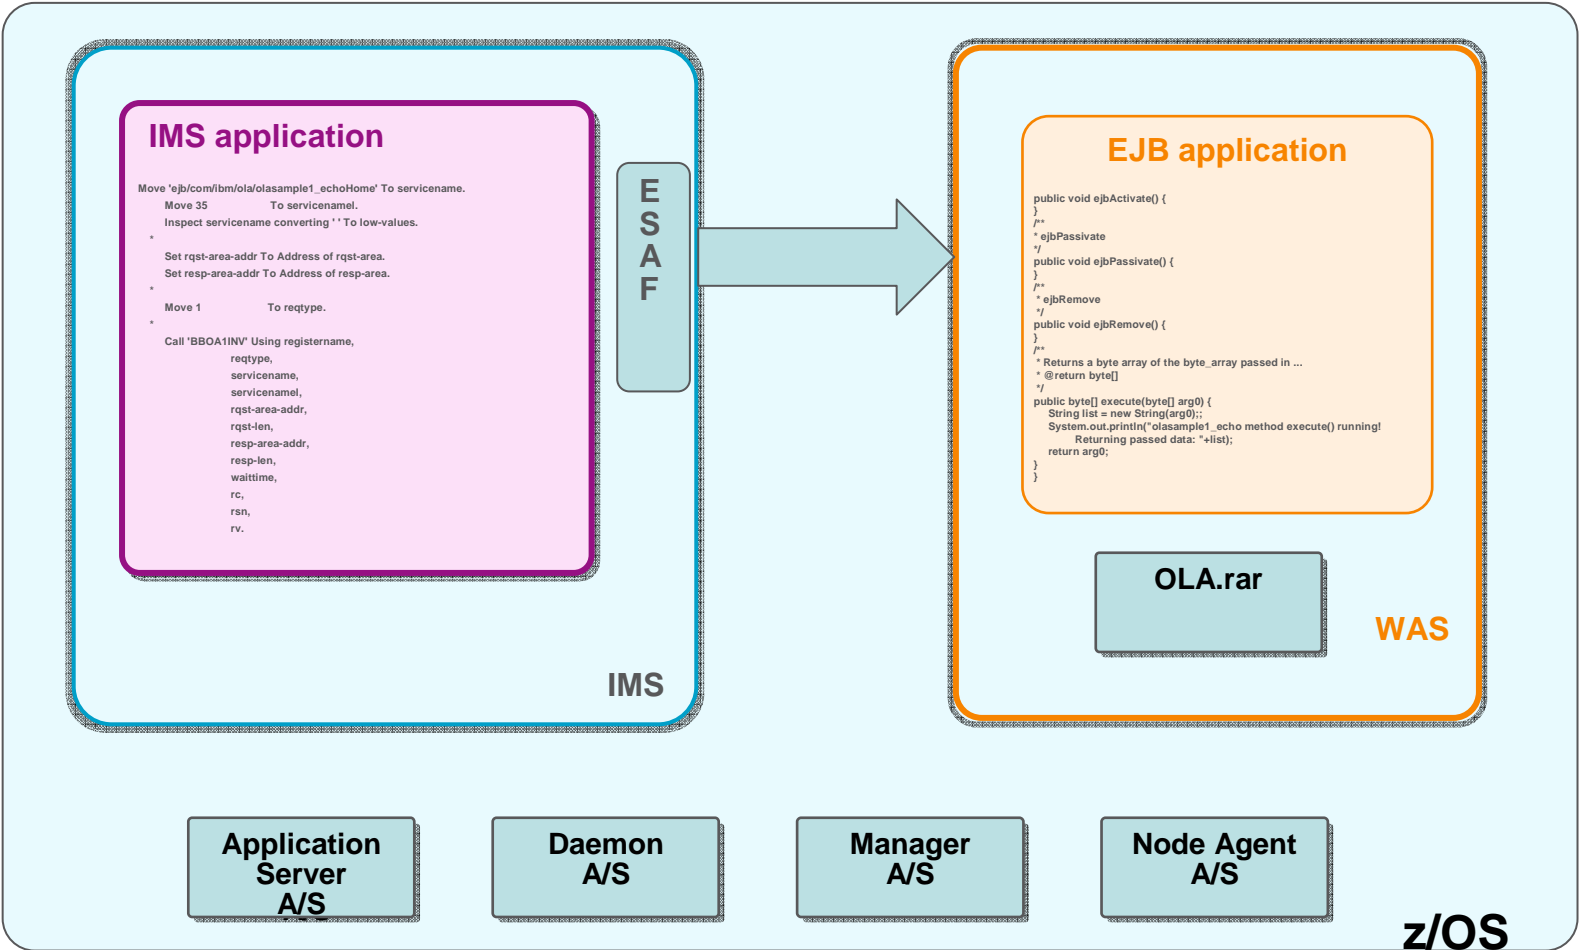 IMS application
Move 'ejb/com/ibm/ola/olasample1_echoHome' To servicename.
Move 35 To servicenamel.
Inspect servicename converting ' ' To low-values.
*
Set rqst-area-addr To Address of rqst-area.
Set resp-area-addr To Address of resp-area.
*
Move 1 To reqtype.
*
Call 'BBOA1INV' Using registername,
reqtype,
servicename,
servicenamel,
rqst-area-addr,
rqst-len,
resp-area-addr,
resp-len,
waittime,
rc,
rsn,
rv.
IMS
E
S
A
F
EJB application
public void ejbActivate() {
}
/**
* ejbPassivate
*/
public void ejbPassivate() {
}
/**
* ejbRemove
*/
public void ejbRemove() {
}
/**
* Returns a byte array of the byte_array passed in ...
* @return byte[]
*/
public byte[] execute(byte[] arg0) {
String list = new String(arg0);;
System.out.println("olasample1_echo method execute() running!
Returning passed data: "+list);
return arg0;
}
}
OLA.rar
WAS
Application
Server
A/S
Daemon
A/S
Manager
A/S
Node Agent
A/S
z/OS